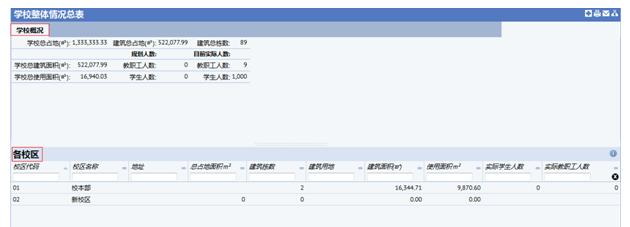 学校整体情况总表
学校概况
学校总占地(㎡): 1,333,333.33 建筑总占地(㎡): 522,077.99 建筑总栋数: 89
规划人数: 目前实际人数:
学校总建筑面积(㎡): 522,077.99 教职工人数: 0 教职工人数: 9
学校总使用面积(㎡): 16,940.03 学生人数: 0 学生人数: 1,000
各校区
校区代码 校区名称 地址 总占地面积m² 建筑栋数 建筑用地 建筑面积(㎡) 使用面积m² 实际学生人数 实际教职工人数
01 校本部 2 16,344.71 9,870.60 0 0
02 新校区 0 0 0.00 0.00